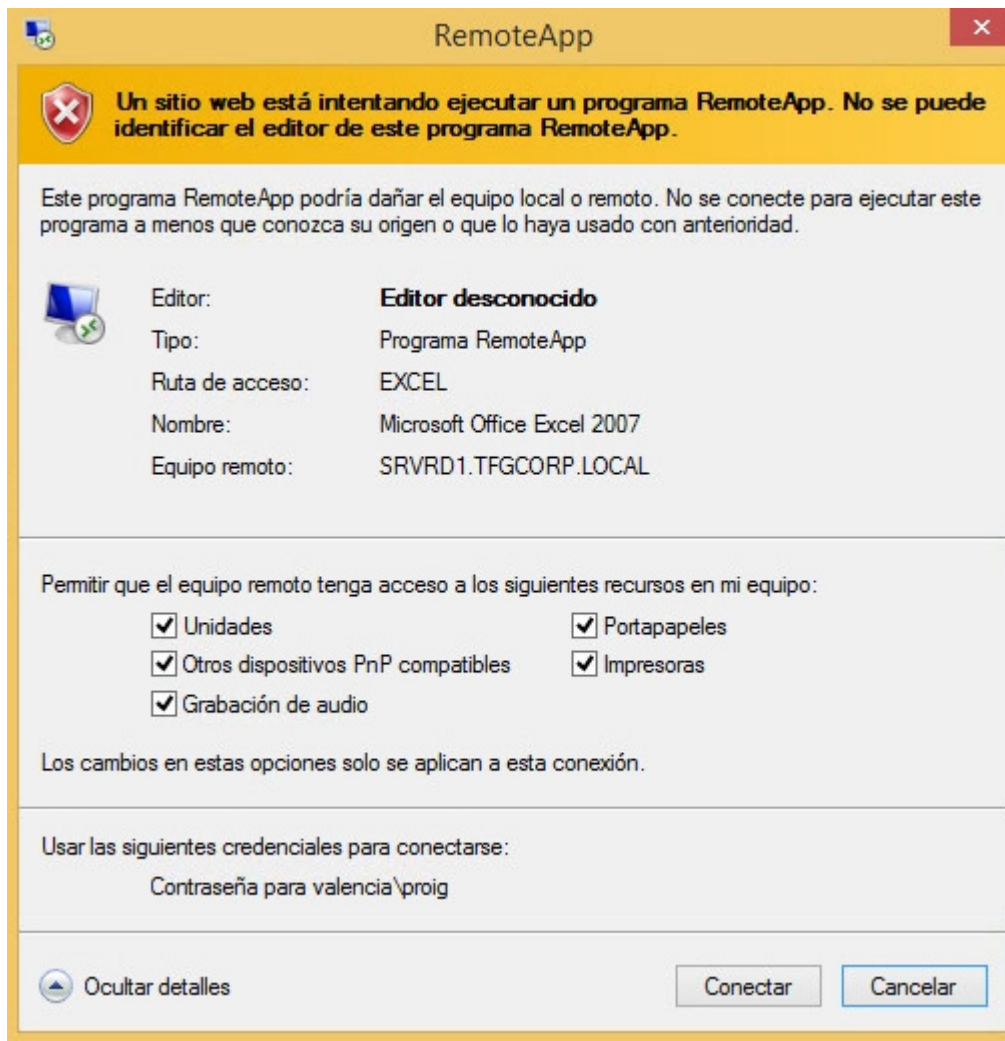 RemoteApp
Un sitio web está intentando ejecutar un programa RemoteApp. No se puede
identificar el editor de este programa RemoteApp.
Este programa RemoteApp podría dañar el equipo local o remoto. No se conecte para ejecutar este
programa a menos que conozca su origen o que lo haya usado con anterioridad.
Editor: Editor desconocido
Tipo: Programa RemoteApp
Ruta de acceso: EXCEL
Nombre: Microsoft Office Excel 2007
Equipo remoto: SRVRD1.TFGCORP.LOCAL
Permitir que el equipo remoto tenga acceso a los siguientes recursos en mi equipo:
Unidades Portapapeles
Otros dispositivos PnP compatibles Impresoras
Grabación de audio
Los cambios en estas opciones solo se aplican a esta conexión.
Usar las siguientes credenciales para conectarse:
Contraseña para valencia\proig
Ocultar detalles Conectar Cancelar